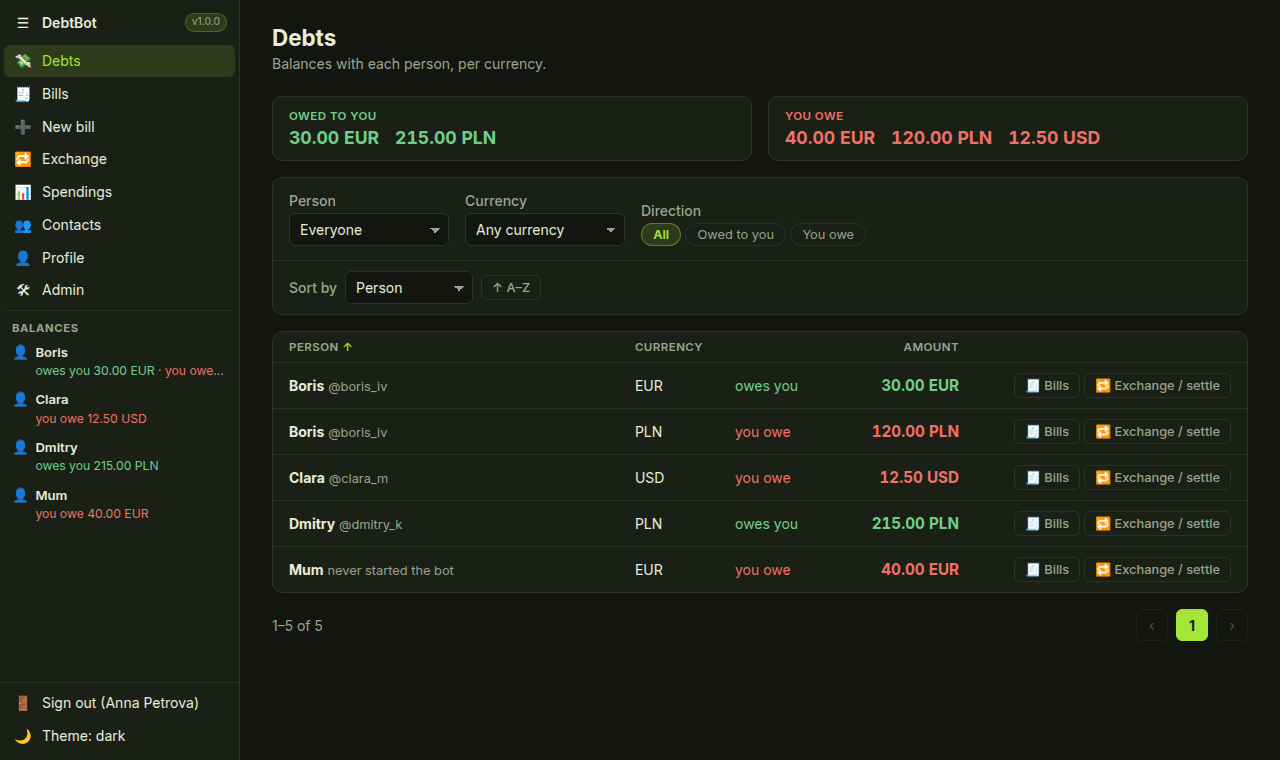 ☰ DebtBot v1.0.0
Debts
Bills
New bill
Exchange
Spendings
Contacts
Profile
Admin
BALANCES
Boris
owes you 30.00 EUR · you owe...
Clara
you owe 12.50 USD
Dmitry
owes you 215.00 PLN
Mum
you owe 40.00 EUR
Sign out (Anna Petrova)
Theme: dark
Debts
Balances with each person, per currency.
OWED TO YOU
30.00 EUR 215.00 PLN
YOU OWE
40.00 EUR 120.00 PLN 12.50 USD
Person
Everyone
Currency
Any currency
Direction
All Owed to you You owe
Sort by Person ↑ A–Z
PERSON ↑ CURRENCY AMOUNT
Boris @boris_iv EUR owes you 30.00 EUR Bills Exchange / settle
Boris @boris_iv PLN you owe 120.00 PLN Bills Exchange / settle
Clara @clara_m USD you owe 12.50 USD Bills Exchange / settle
Dmitry @dmitry_k PLN owes you 215.00 PLN Bills Exchange / settle
Mum never started the bot EUR you owe 40.00 EUR Bills Exchange / settle
1–5 of 5 ‹ 1 ›